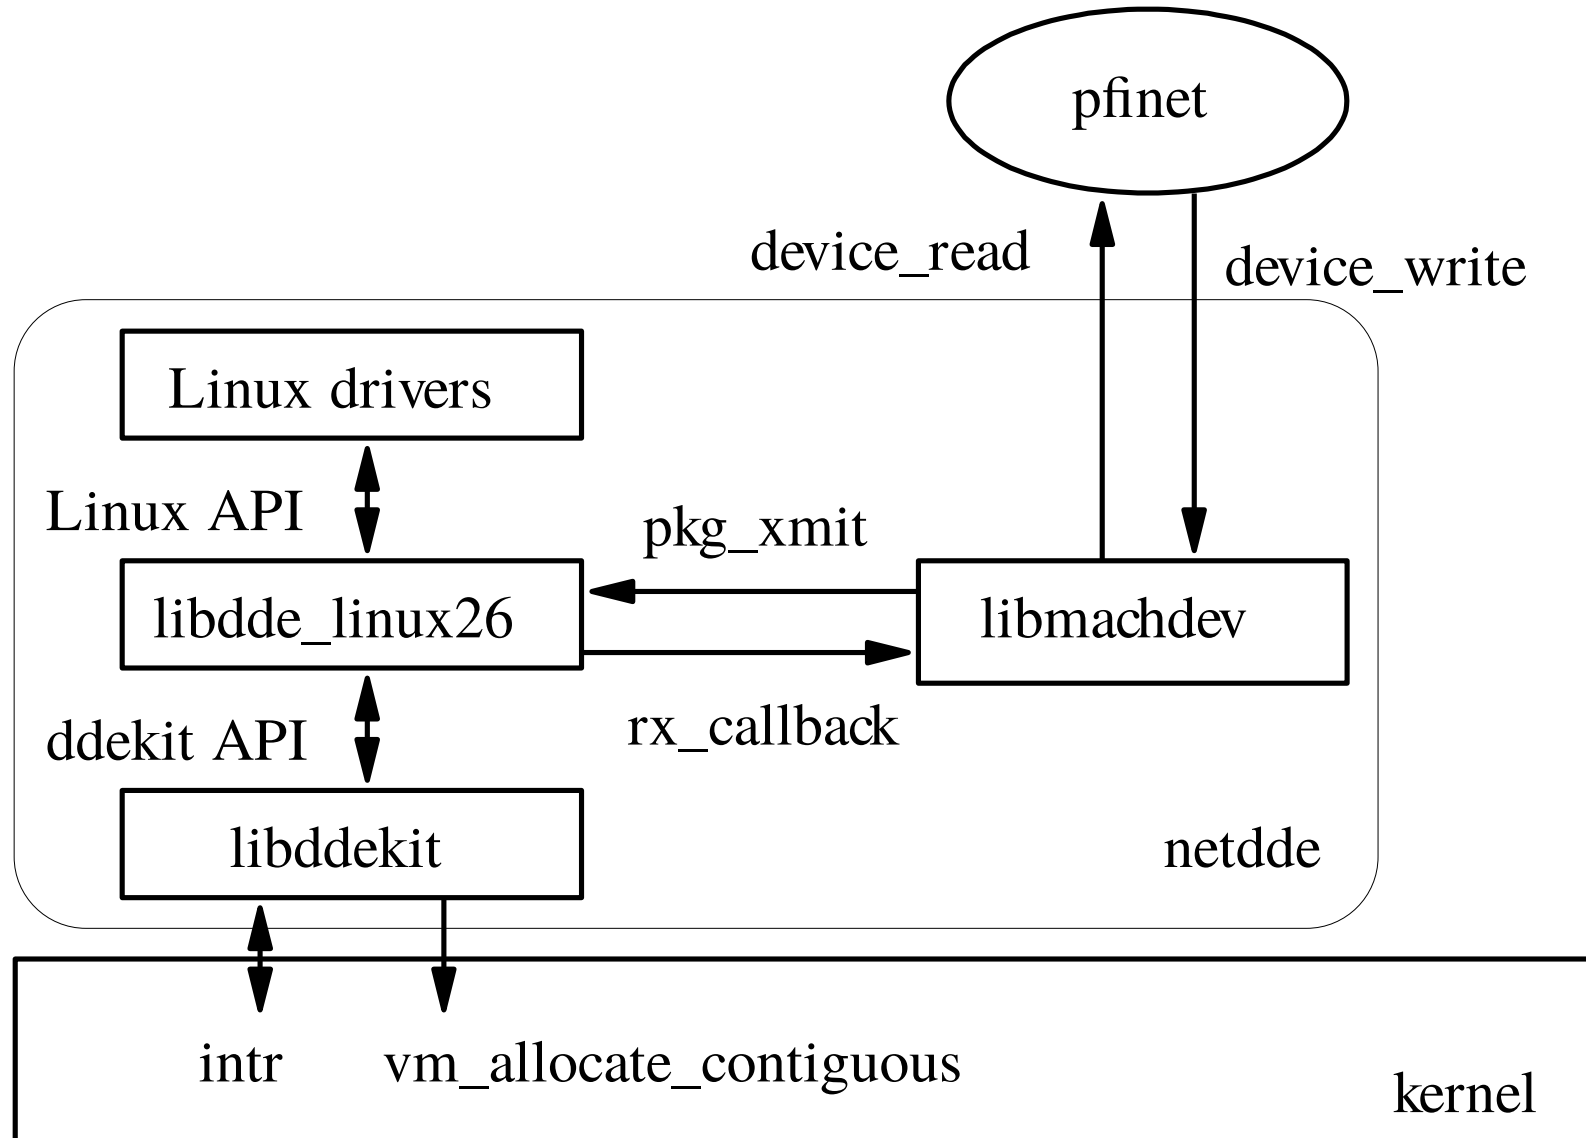 pfinet
device_read
device_write
Linux drivers
Linux API
pkg_xmit
libdde_linux26
libmachdev
rx_callback
ddekit API
libddekit
netdde
intr
vm_allocate_contiguous
kernel